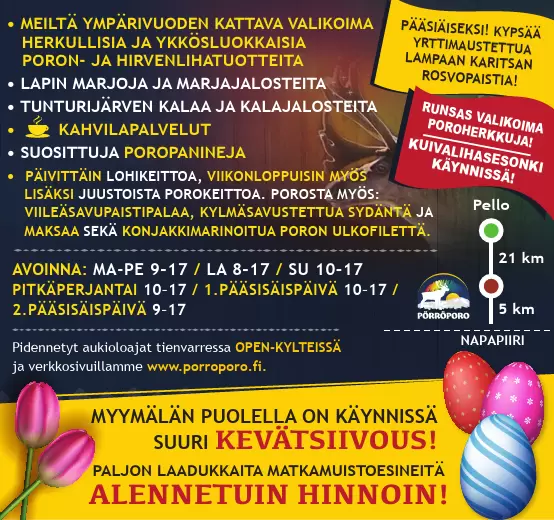 • MEILTÄ YMPÄRIVUODEN KATTAVA VALIKOIMA
HERKULLISIA JA YKKÖSLUOKKAISIA
PORON- JA HIRVENLIHATUOTTEITA
• LAPIN MARJOJA JA MARJAJALOSTEITA
• TUNTURIJÄRVEN KALAA JA KALAJALOSTEITA
• KAHVILAPALVELUT
• SUOSITTUJA POROPANINEJA
• PÄIVITTÄIN LOHIKEITTOA, VIIKONLOPPUISIN MYÖS
LISÄKSI JUUSTOISTA POROKEITTOA. POROSTA MYÖS:
VIILEÄSAVUPAISTIPALAA, KYLMÄSAVUSTETTUA SYDÄNTÄ JA
MAKSAA SEKÄ KONJAKKIMARINOITUA PORON ULKOFILETTÄ.
PÄÄSIÄISEKSI! KYPSÄÄ
YRTTIMAUSTETTUA
LAMPAAN KARITSAN
ROSVOPAISTIA!
RUNSAS VALIKOIMA
POROHERKKUJA!
KUIVALIHASESONKI
KÄYNNISSÄ!
Pello
21 km
5 km
NAPAPIIRI
PÖRRÖPORO
AVOINNA: MA-PE 9-17 / LA 8-17 / SU 10-17
PITKÄPERJANTAI 10-17 / 1.PÄÄSISÄISPÄIVÄ 10-17 /
2.PÄÄSISÄISPÄIVÄ 9-17
Pidennetyt aukioloajat tienvarressa OPEN-KYLTEISSÄ
ja verkkosivuillamme www.porroporo.fi.
MYYMÄLÄN PUOLELLA ON KÄYNNISSÄ
SUURI KEVÄTSIIVOUS!
PALJON LAADUKKAITA MATKAMUISTOESINEITÄ
ALENNETUIN HINNOIN!